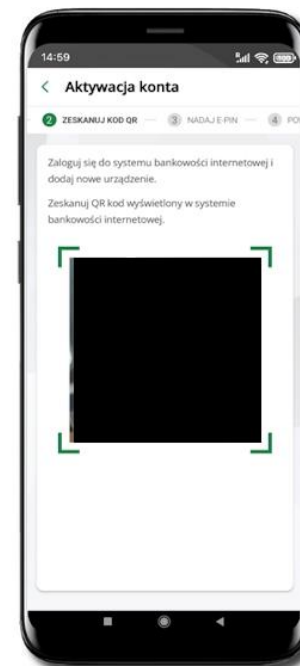 14:59
Aktywacja konta
2 ZESKANUJ KOD QR 3 NADAJ E-PIN 4 PO
Zaloguj się do systemu bankowości internetowej i
dodaj nowe urządzenie.
Zeskanuj QR kod wyświetlony w systemie
bankowości internetowej.